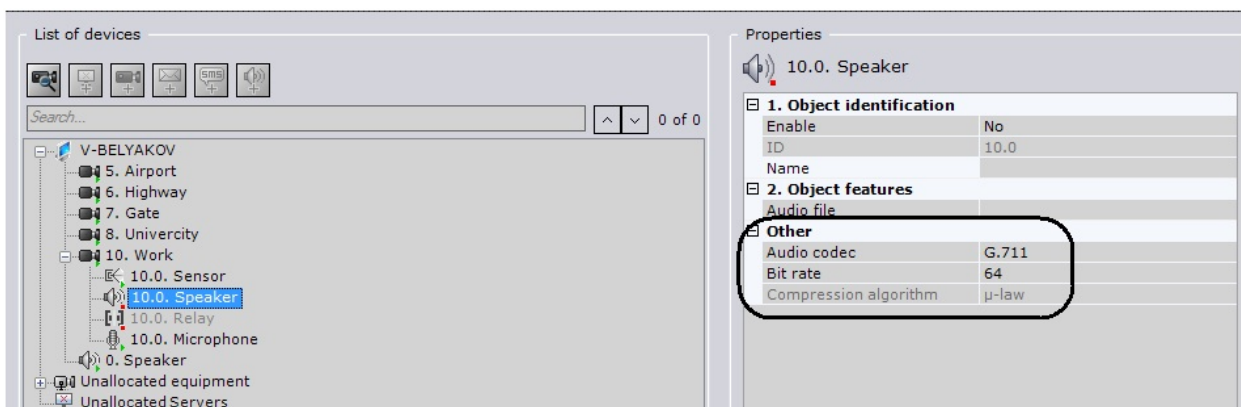 List of devices
sms
Search...
0 of 0
V-BELYAKOV
5. Airport
6. Highway
7. Gate
8. Univercity
10. Work
10.0. Sensor
10.0. Speaker
10.0. Relay
10.0. Microphone
0. Speaker
Unallocated equipment
Unallocated Servers
Properties
10.0. Speaker
1. Object identification
Enable No
ID 10.0
Name
2. Object features
Audio file
Other
Audio codec G.711
Bit rate 64
Compression algorithm µ-law